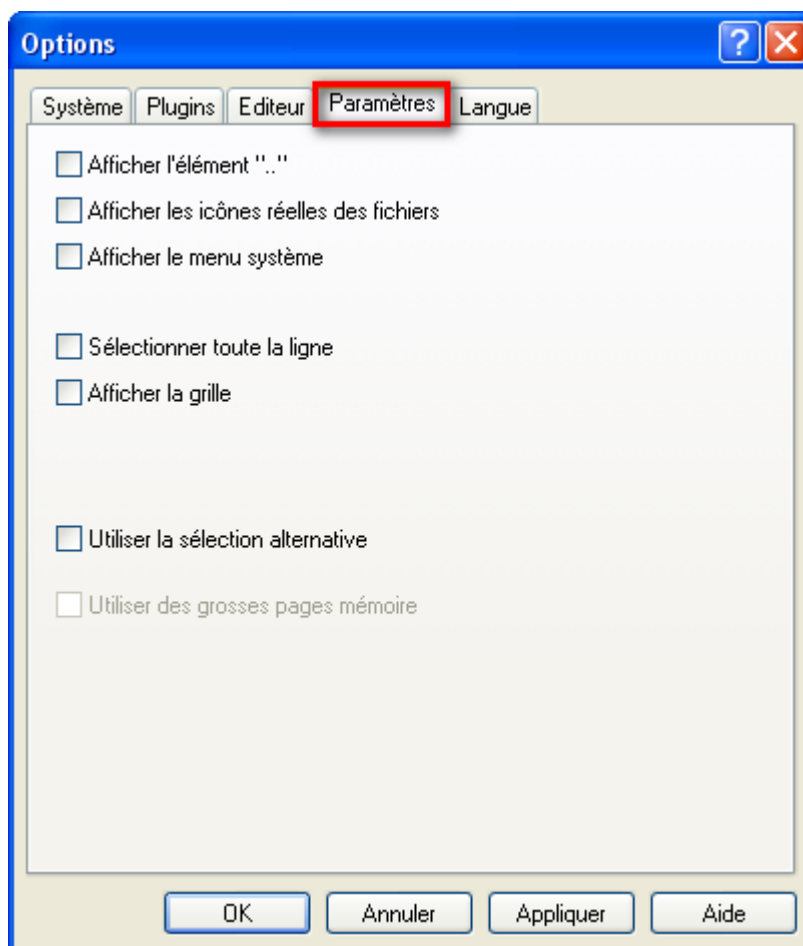 Options
Système Plugins Editeur Paramètres Langue
Afficher l'élément ".."
Afficher les icônes réelles des fichiers
Afficher le menu système
Sélectionner toute la ligne
Afficher la grille
Utiliser la sélection alternative
Utiliser des grosses pages mémoire
OK Annuler Appliquer Aide